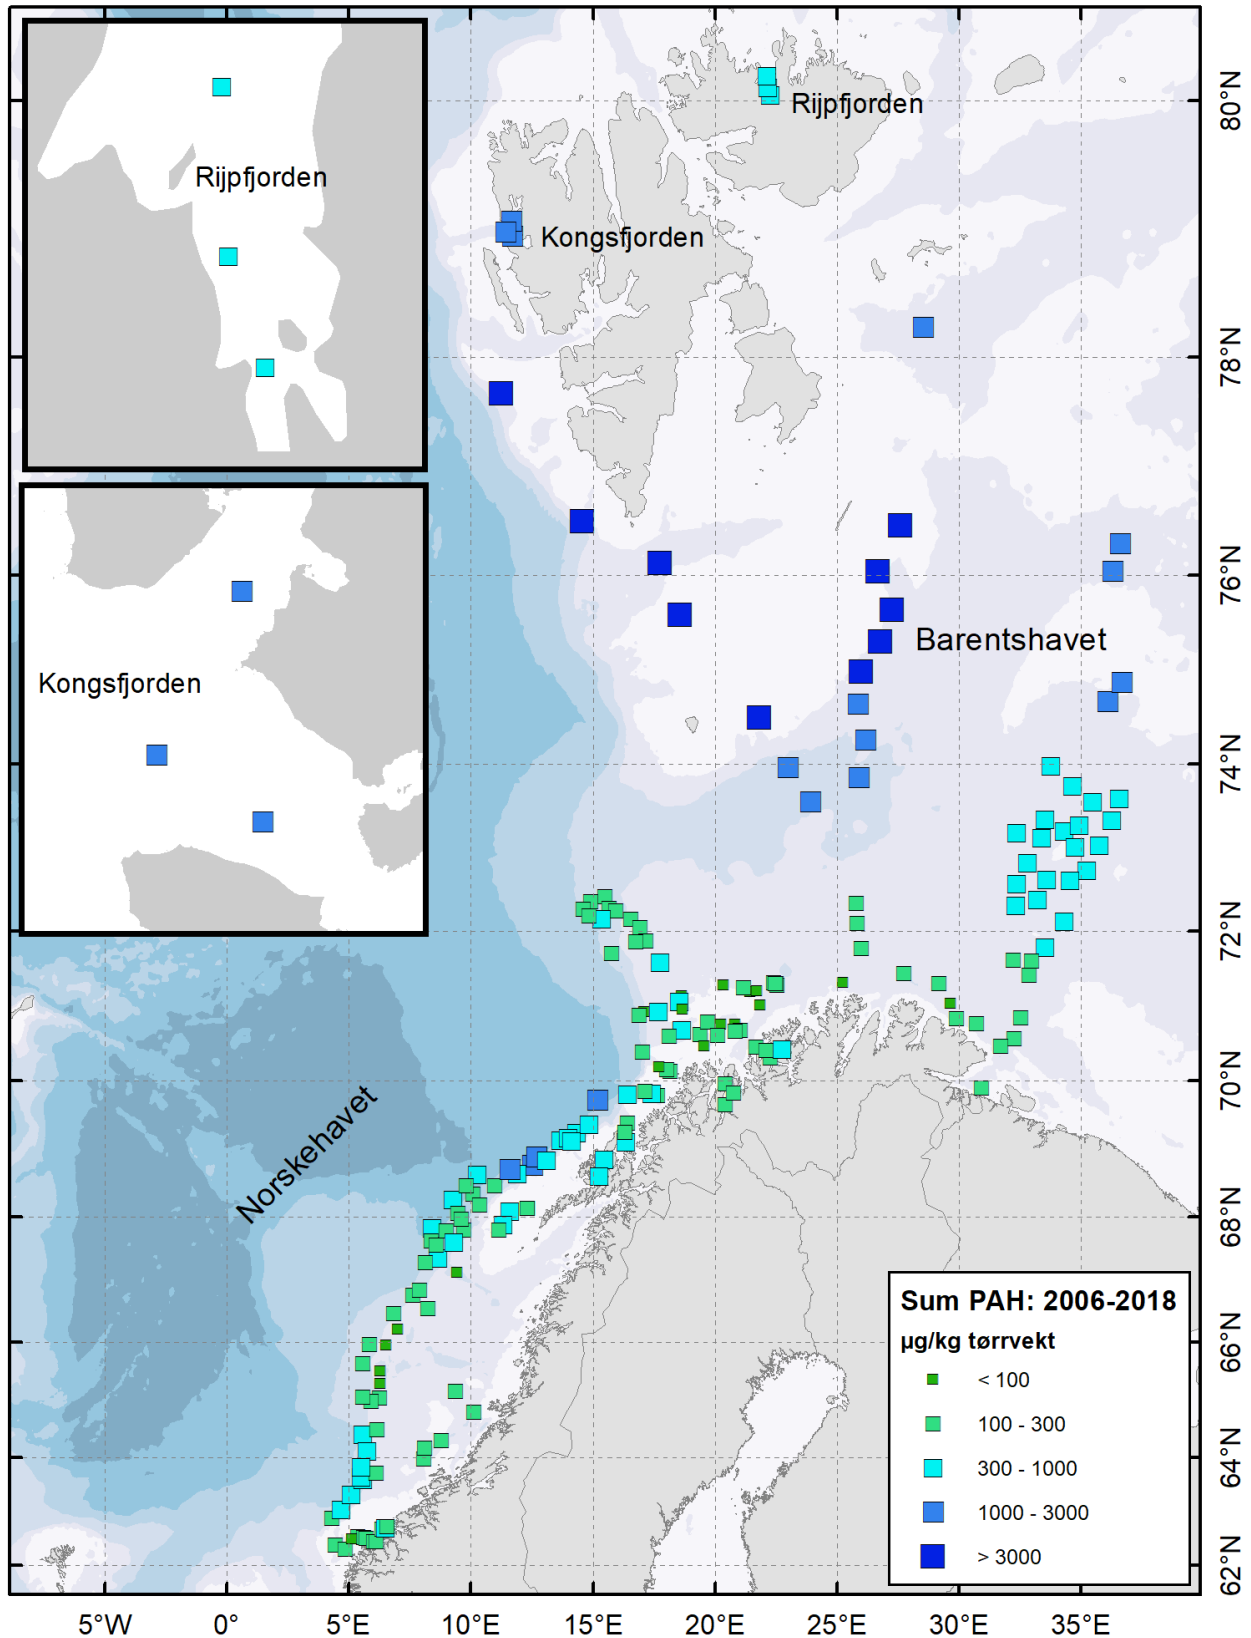 Rijpfjorden
Rijpfjorden
Kongsfjorden
Kongsfjorden
Barentshavet
Norskehavet
80°N
78°N
76°N
74°N
72°N
70°N
68°N
66°N
64°N
62°N
Sum PAH: 2006-2018
µg/kg tørrvekt
< 100
100 - 300
300 - 1000
1000 - 3000
> 3000
5°W 0° 5°E 10°E 15°E 20°E 25°E 30°E 35°E